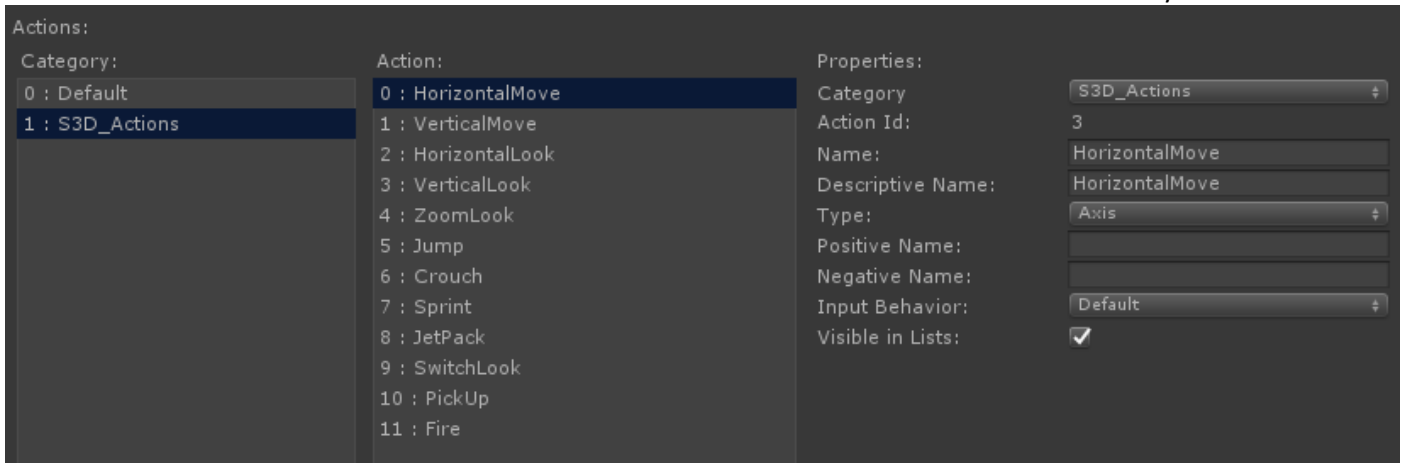 Actions:
Category: Action: Properties:
0 : Default 0 : HorizontalMove Category S3D_Actions
1 : S3D_Actions 1 : VerticalMove Action Id: 3
2 : HorizontalLook Name: HorizontalMove
3 : VerticalLook Descriptive Name: HorizontalMove
4 : ZoomLook Type: Axis
5 : Jump Positive Name:
6 : Crouch Negative Name:
7 : Sprint Input Behavior: Default
8 : JetPack Visible in Lists:
9 : SwitchLook
10 : PickUp
11 : Fire